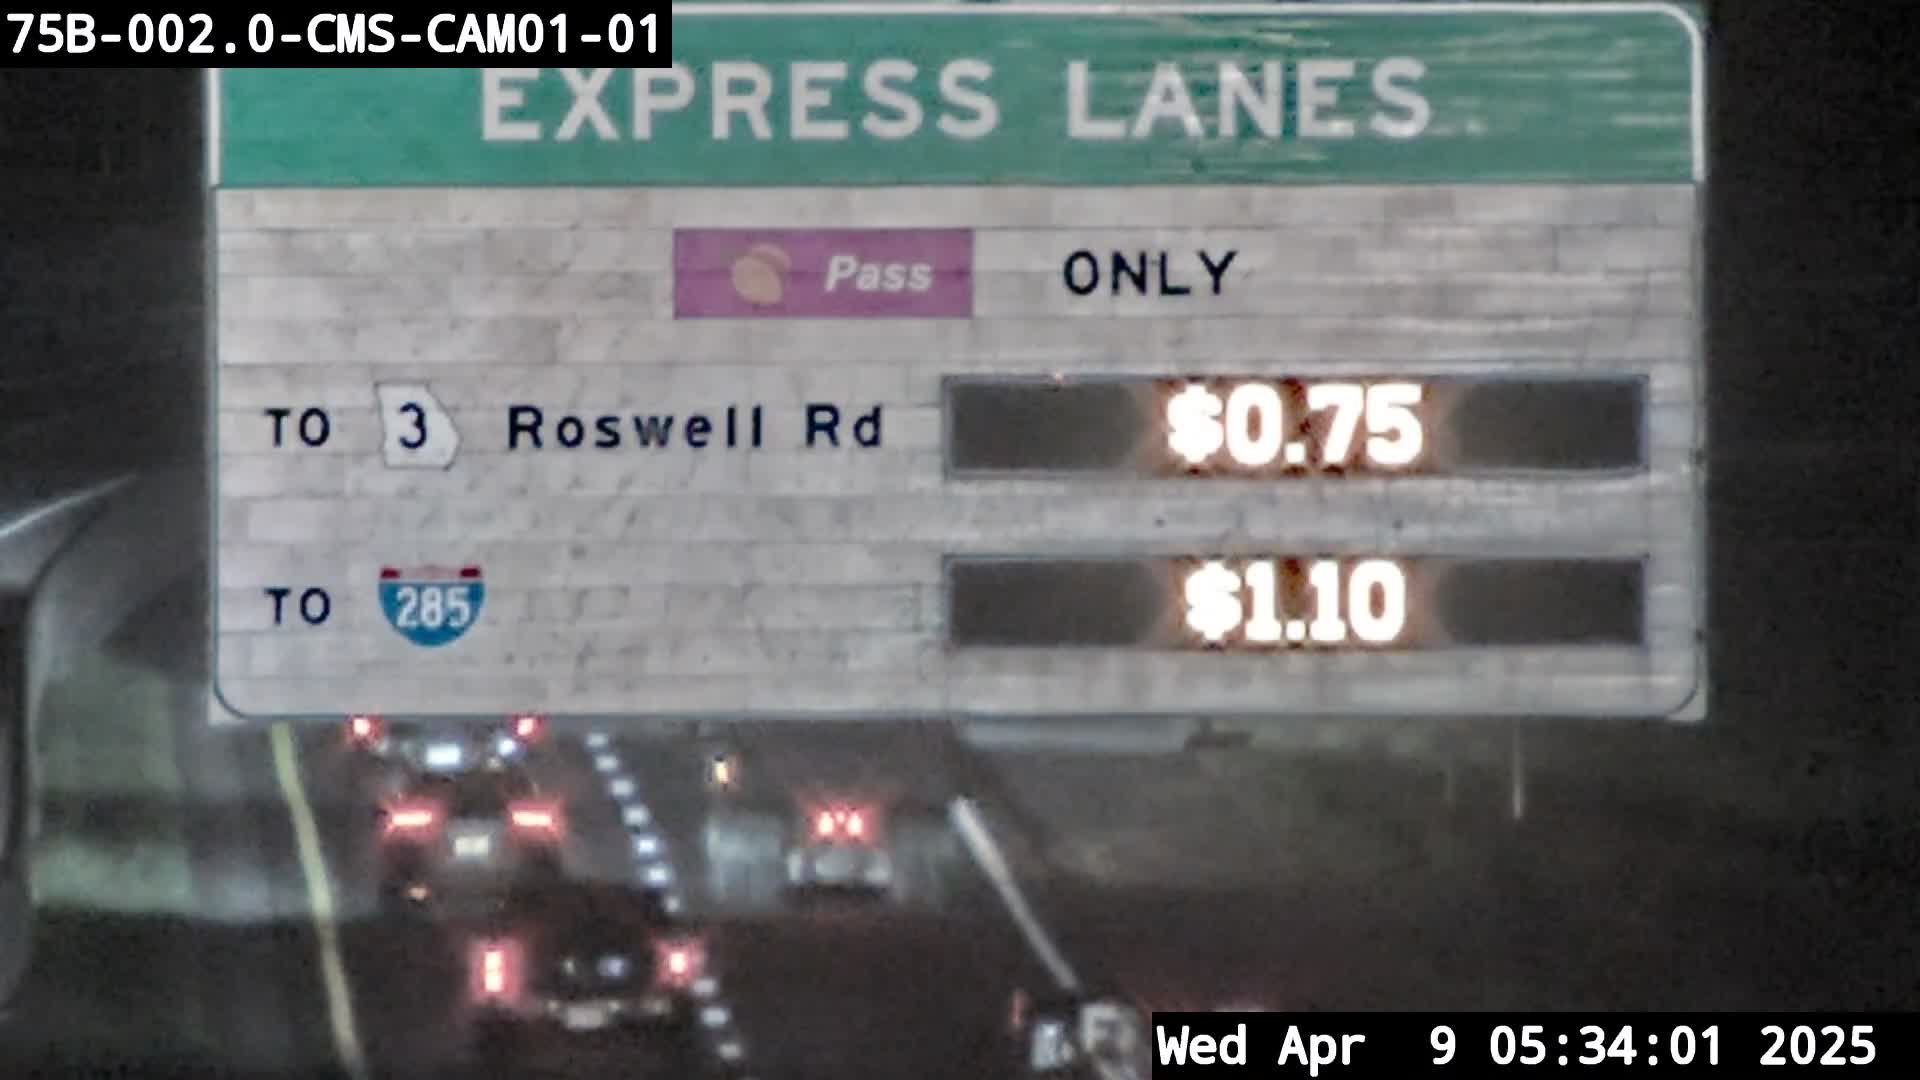 75B-002.0-CMS-CAM01-01
EXPRESS LANES
Pass ONLY
TO 3 Roswell Rd $0.75
TO 285 $1.10
Wed Apr 9 05:34:01 2025